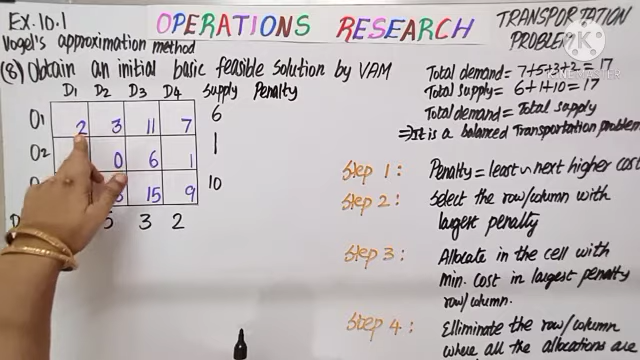 EX.10.1
OPERATIONS RESEARCH
TRANSPORTATION
PROBLEM
Vogel's approximation method
(8) Obtain an initial basic feasible solution by VAM
Total demand = 7+5+3+2 = 17
Total supply = 6+1+10 = 17
Total demand = Total supply
⇒ It is a balanced Transportation problem
D1 D2 D3 D4 Supply Penalty
O1 2 3 11 7 6
O2 0 6 1 1
15 9 10
5 3 2
Step 1: Penalty = least ~ next higher cost
Step 2: Select the row/column with
largest penalty
Step 3: Allocate in the cell with
min. cost in largest penalty
row/column.
Step 4: Elliminate the row/column
where all the allocations are